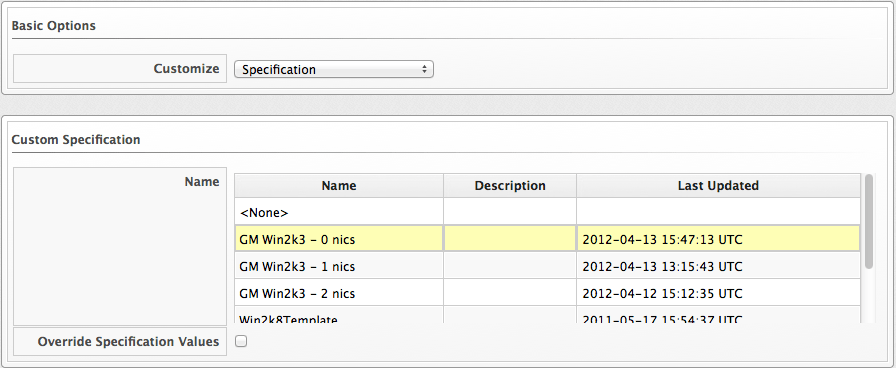 Basic Options
Customize Specification
Custom Specification
Name
Name Description Last Updated
<None>
GM Win2k3 - 0 nics 2012-04-13 15:47:13 UTC
GM Win2k3 - 1 nics 2012-04-13 13:15:43 UTC
GM Win2k3 - 2 nics 2012-04-12 15:12:35 UTC
Win2k8Template 2011-05-17 15:54:37 UTC
Override Specification Values